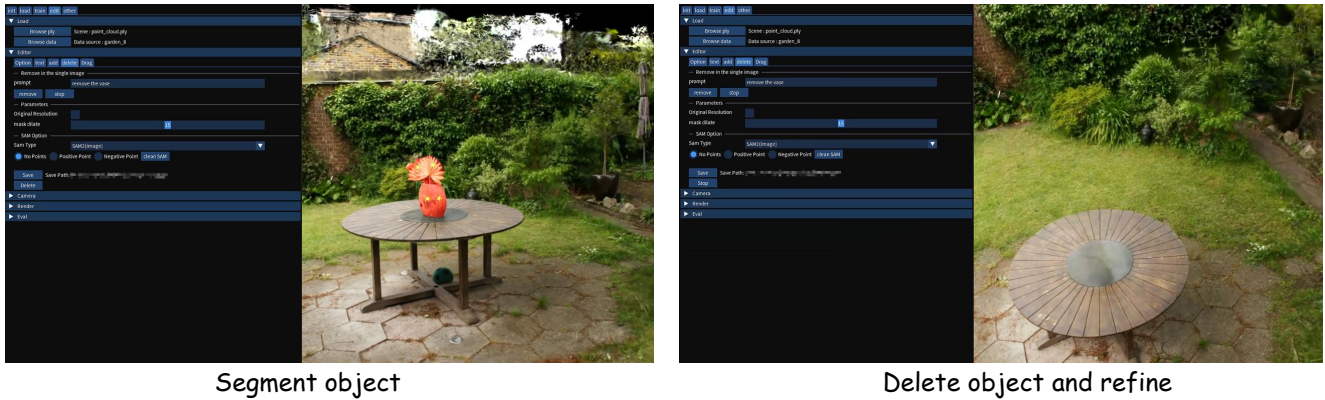 init load train edit other
Load
Browse ply Scene : point_cloud.ply
Browse data Data source : garden_8
Editor
Option text add delete Drag
Remove in the single image
prompt remove the vase
remove stop
Parameters
Original Resolution
mask dilate 15
SAM Option
Sam Type SAM2(Image)
No Points Positive Point Negative Point clean SAM
Save Save Path:
Delete
Camera
Render
Eval
Segment object
init load train edit other
Load
Browse ply Scene : point_cloud.ply
Browse data Data source : garden_8
Editor
Option text add delete Drag
Remove in the single image
prompt remove the vase
remove stop
Parameters
Original Resolution
mask dilate 15
SAM Option
Sam Type SAM2(Image)
No Points Positive Point Negative Point clean SAM
Save Save Path:
Stop
Camera
Render
Eval
Delete object and refine